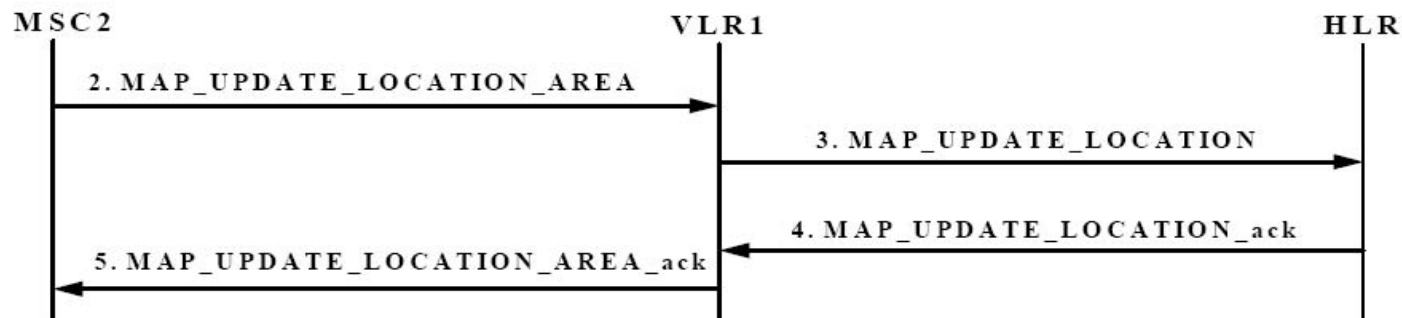 MSC2 VLR1 HLR
2. MAP_UPDATE_LOCATION_AREA
3. MAP_UPDATE_LOCATION
4. MAP_UPDATE_LOCATION_ack
5. MAP_UPDATE_LOCATION_AREA_ack